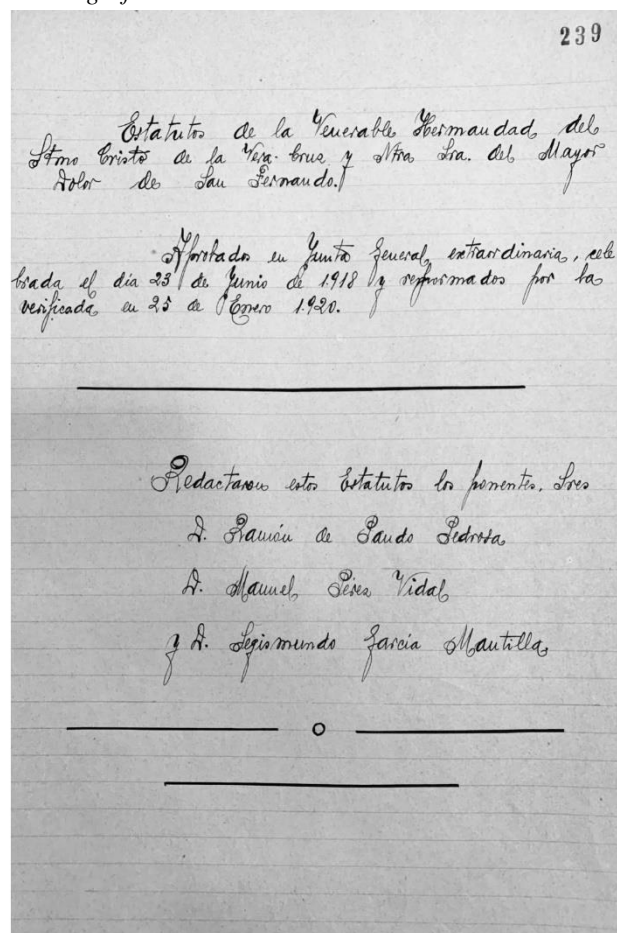 239
Estatutos de la Venerable Hermandad del
Stmo Cristo de la Vera-Cruz y Ntra Sra. del Mayor
Dolor de San Fernando.
Aprobados en Junta General extraordinaria, cele
brada el día 23 de Junio de 1918 y reformados por la
verificada en 25 de Enero 1.920.
Redactaron estos Estatutos los ponentes. Sres
D. Ramón de Pando Pedrosa
D. Manuel Pérez Vidal
y D. Segismundo García Mantilla